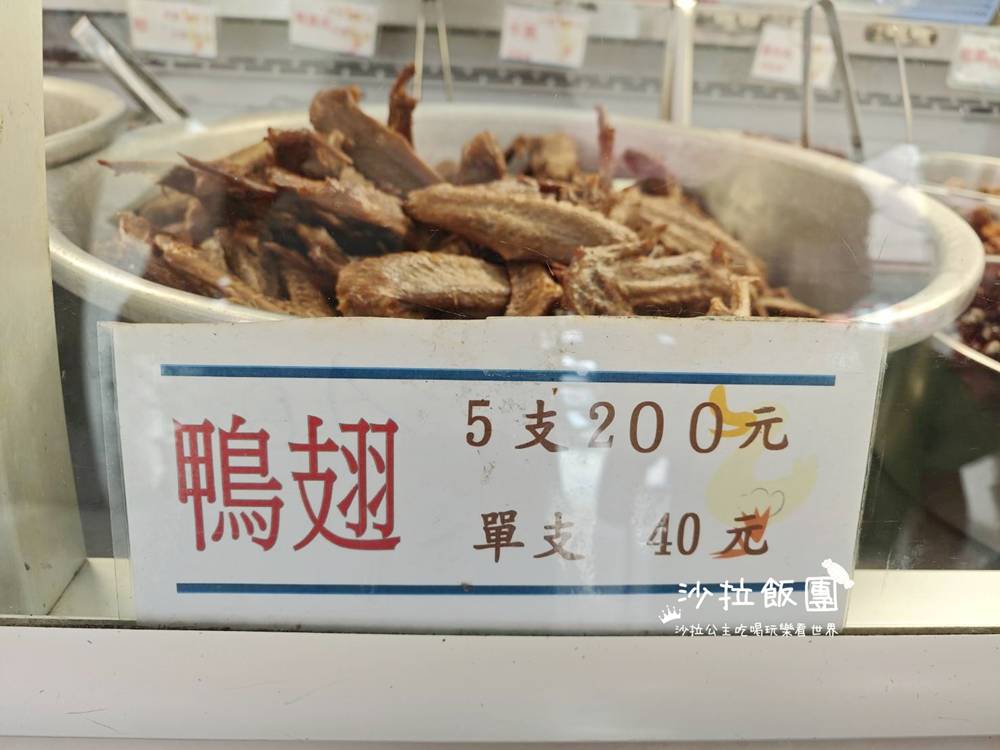 鴨翅
5支200元
單支 40元
沙拉飯團
沙拉公主吃喝玩樂看世界